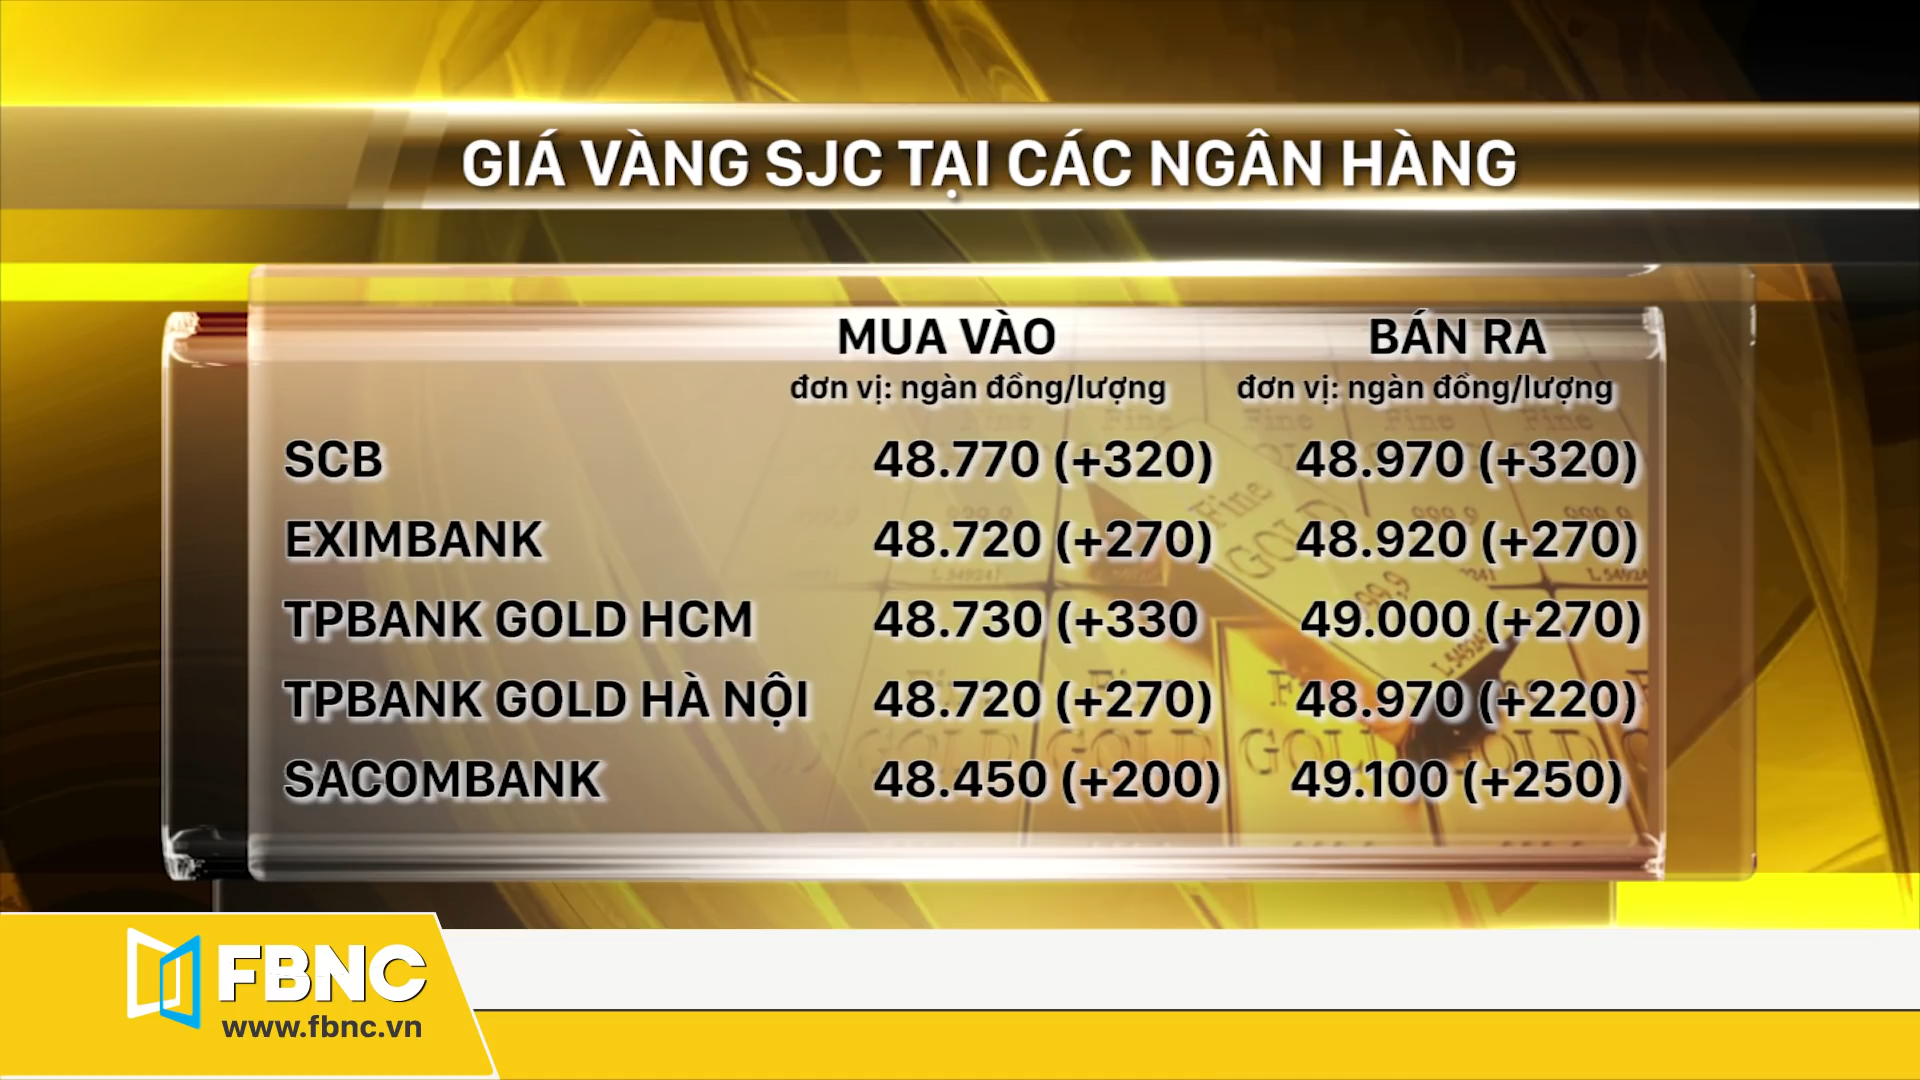 GIÁ VÀNG SJC TẠI CÁC NGÂN HÀNG
MUA VÀO BÁN RA
đơn vị: ngàn đồng/lượng đơn vị: ngàn đồng/lượng
SCB 48.770 (+320) 48.970 (+320)
EXIMBANK 48.720 (+270) 48.920 (+270)
TPBANK GOLD HCM 48.730 (+330 49.000 (+270)
TPBANK GOLD HÀ NỘI 48.720 (+270) 48.970 (+220)
SACOMBANK 48.450 (+200) 49.100 (+250)
FBNC
www.fbnc.vn